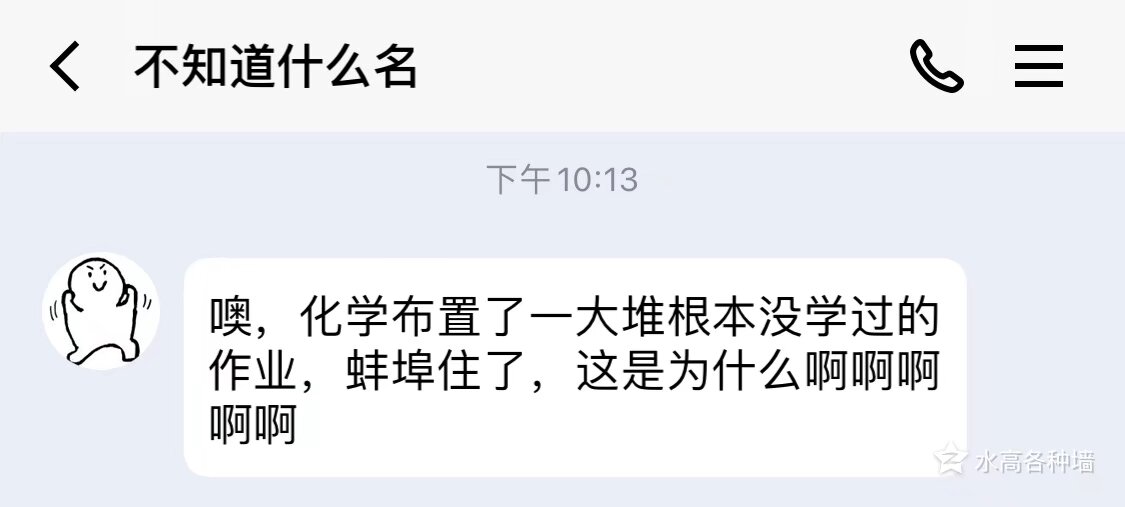 不知道什么名
下午10:13
噢，化学布置了一大堆根本没学过的
作业，蚌埠住了，这是为什么啊啊啊
啊啊
水高各种墙